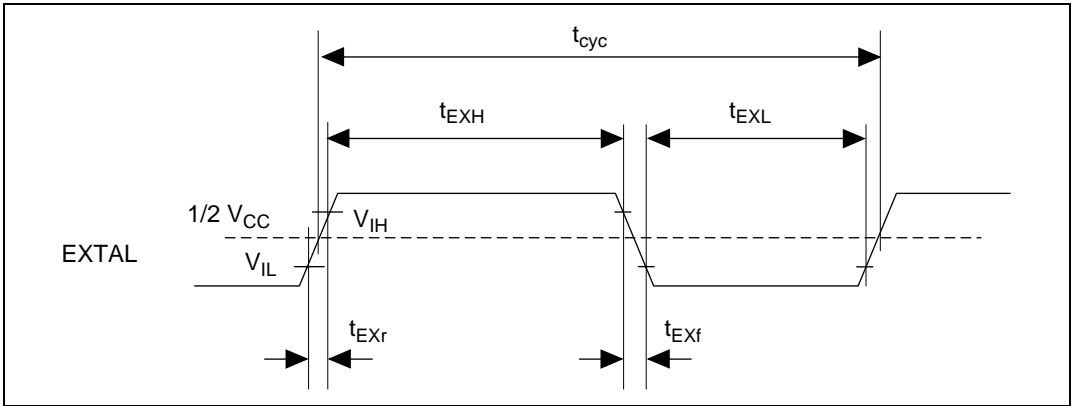 tcyc
tEXH
tEXL
1/2 VCC
VIH
EXTAL
VIL
tEXr
tEXf